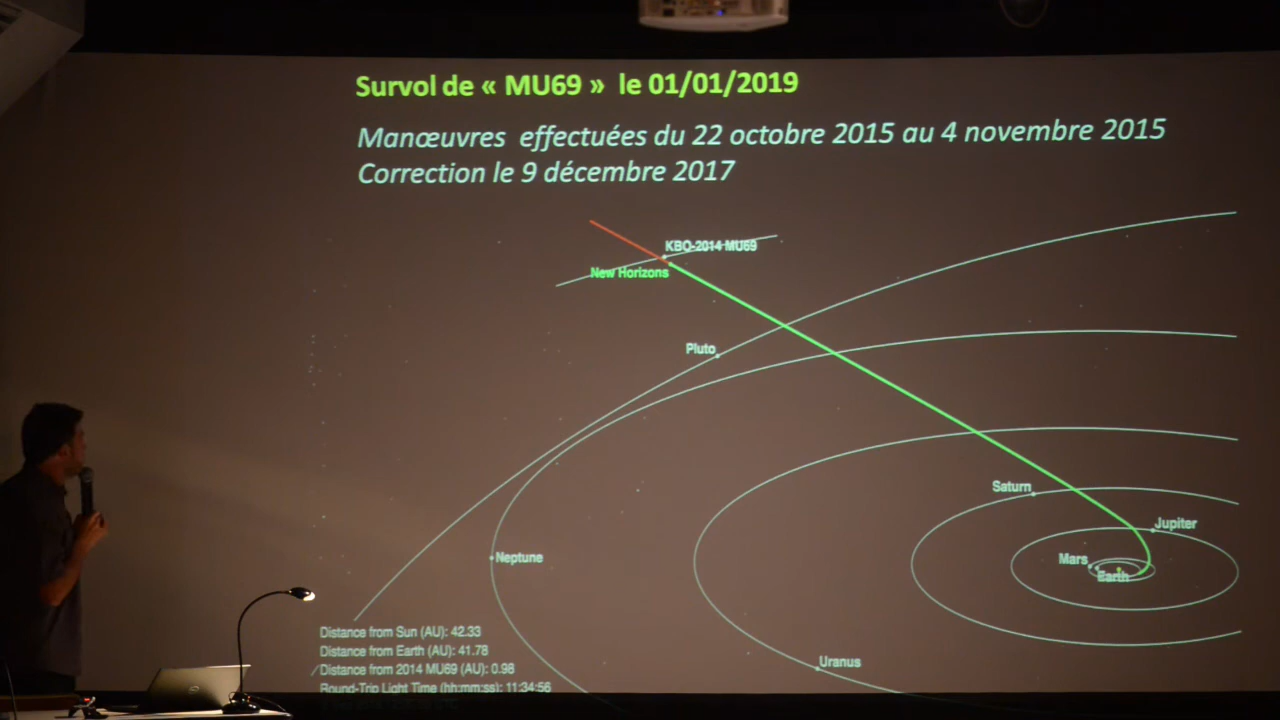 Survol de « MU69 » le 01/01/2019
Manœuvres effectuées du 22 octobre 2015 au 4 novembre 2015
Correction le 9 décembre 2017
KBO-2014 MU69
New Horizons
Pluto
Saturn
Jupiter
Neptune
Mars
Earth
Uranus
Distance from Sun (AU): 42.33
Distance from Earth (AU): 41.78
Distance from 2014 MU69 (AU): 0.98
Round-Trip Light Time (hh:mm:ss): 11:34:56